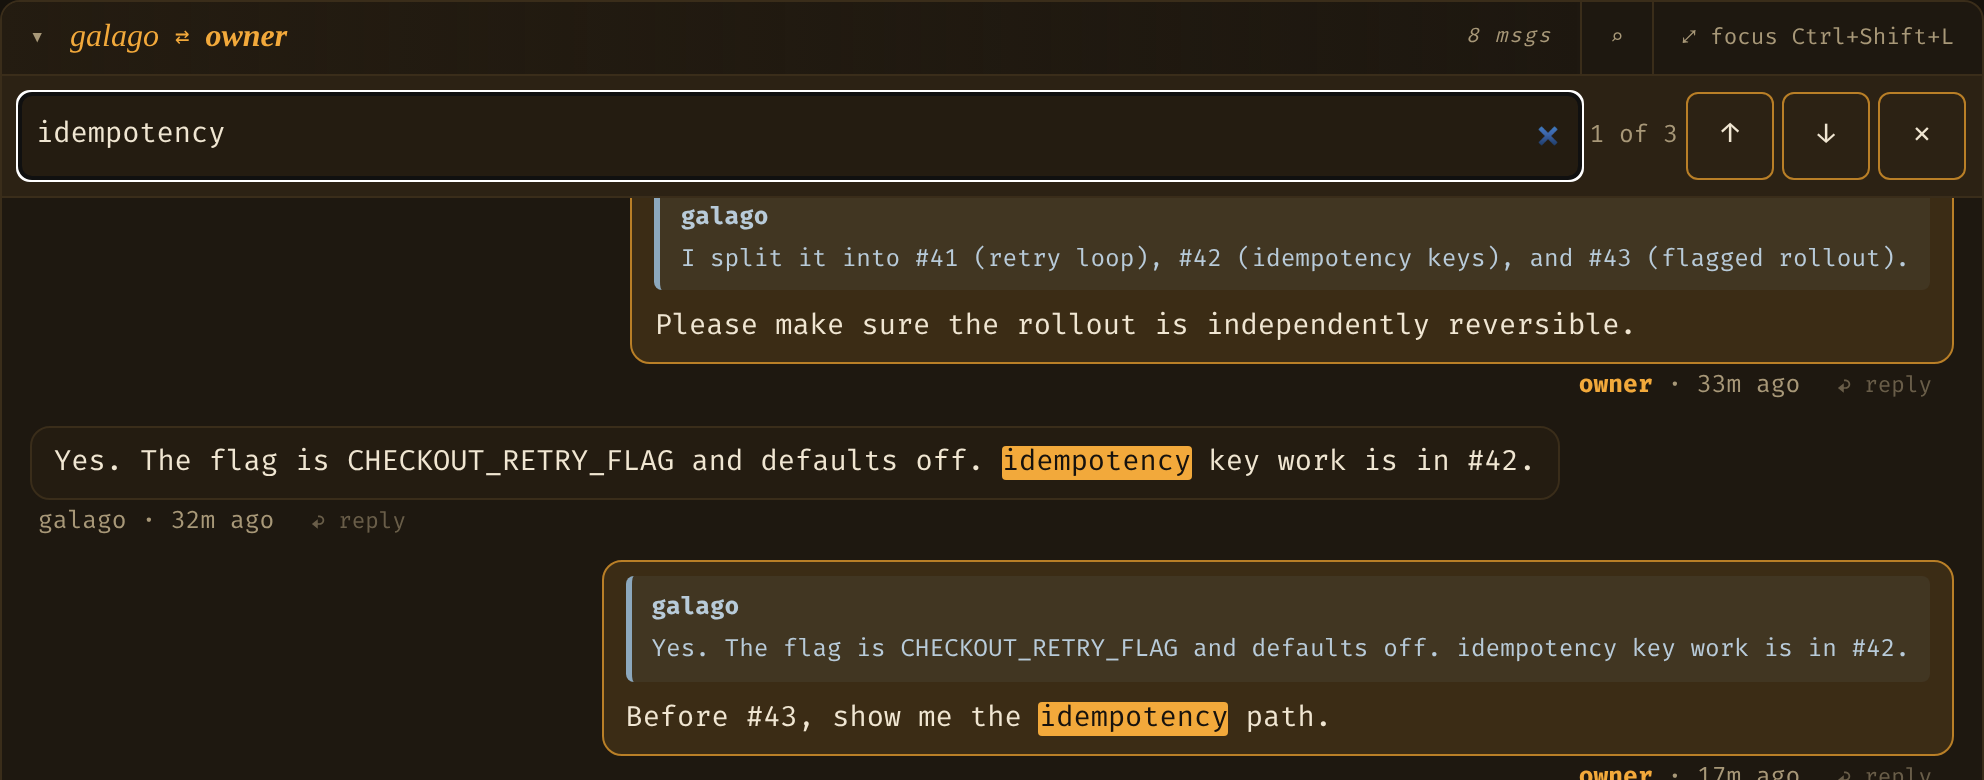 ▾ galago ⇄ owner 8 msgs ⌕ ⤢ focus Ctrl+Shift+L
idempotency × 1 of 3 ↑ ↓ ×
galago
I split it into #41 (retry loop), #42 (idempotency keys), and #43 (flagged rollout).
Please make sure the rollout is independently reversible.
owner · 33m ago ↩ reply
Yes. The flag is CHECKOUT_RETRY_FLAG and defaults off. idempotency key work is in #42.
galago · 32m ago ↩ reply
galago
Yes. The flag is CHECKOUT_RETRY_FLAG and defaults off. idempotency key work is in #42.
Before #43, show me the idempotency path.
owner · 17m ago ↩ reply